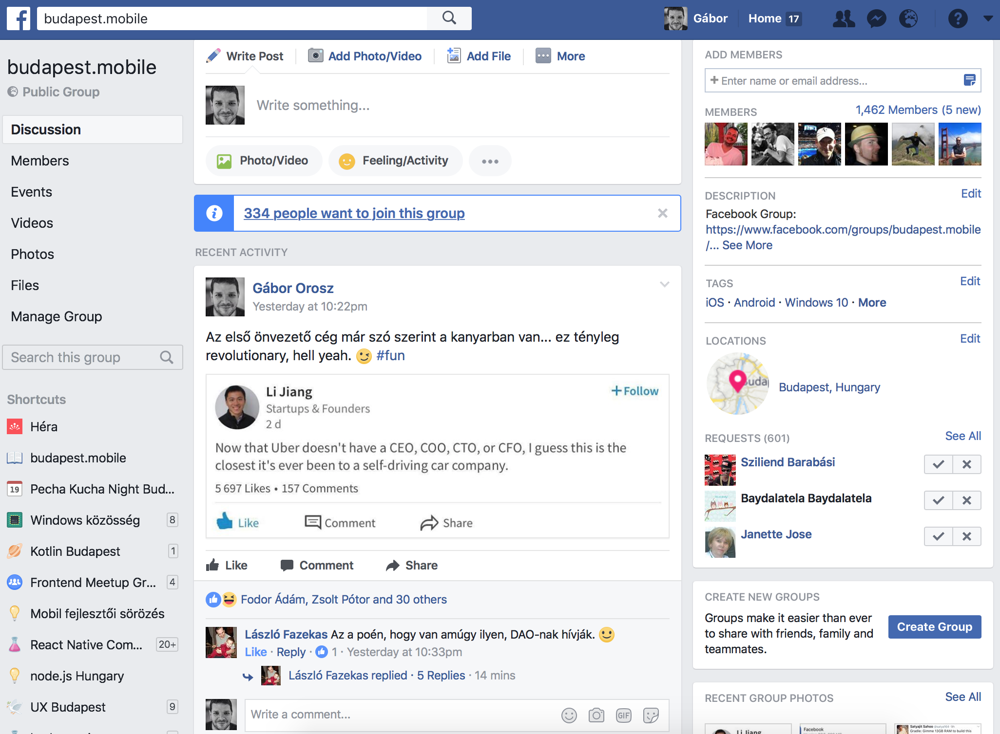 budapest.mobile
Gábor
Home 17
budapest.mobile
Public Group
Discussion
Members
Events
Videos
Photos
Files
Manage Group
Search this group
Shortcuts
Héra
budapest.mobile
19
Pecha Kucha Night Bud...
Windows közösség 8
Kotlin Budapest 1
Frontend Meetup Gr... 4
Mobil fejlesztői sörözés
React Native Com... 20+
node.js Hungary
UX Budapest 9
Write Post
Add Photo/Video
Add File
More
Write something...
Photo/Video
Feeling/Activity
334 people want to join this group
RECENT ACTIVITY
Gábor Orosz
Yesterday at 10:22pm
Az első önvezető cég már szó szerint a kanyarban van... ez tényleg
revolutionary, hell yeah. 😉 #fun
Li Jiang
+Follow
Startups & Founders
2 d
Now that Uber doesn't have a CEO, COO, CTO, or CFO, I guess this is the
closest it's ever been to a self-driving car company.
5 697 Likes • 157 Comments
Like
Comment
Share
Like
Comment
Share
Fodor Ádám, Zsolt Pótor and 30 others
László Fazekas Az a poén, hogy van amúgy ilyen, DAO-nak hívják. 🙂
Like · Reply · 1 · Yesterday at 10:33pm
László Fazekas replied · 5 Replies · 14 mins
Write a comment...
GIF
ADD MEMBERS
+ Enter name or email address...
MEMBERS
1,462 Members (5 new)
DESCRIPTION
Edit
Facebook Group:
https://www.facebook.com/groups/budapest.mobile
/... See More
TAGS
Edit
iOS · Android · Windows 10 · More
LOCATIONS
Edit
Budapest, Hungary
REQUESTS (601)
See All
Sziliend Barabási
Baydalatela Baydalatela
Janette Jose
CREATE NEW GROUPS
Groups make it easier than ever
to share with friends, family and
teammates.
Create Group
RECENT GROUP PHOTOS
See All
Li Jiang
Facebook
Satyajit Sahoo @satya164 · 9h
Gradle: Gimme 13GB RAM to build this